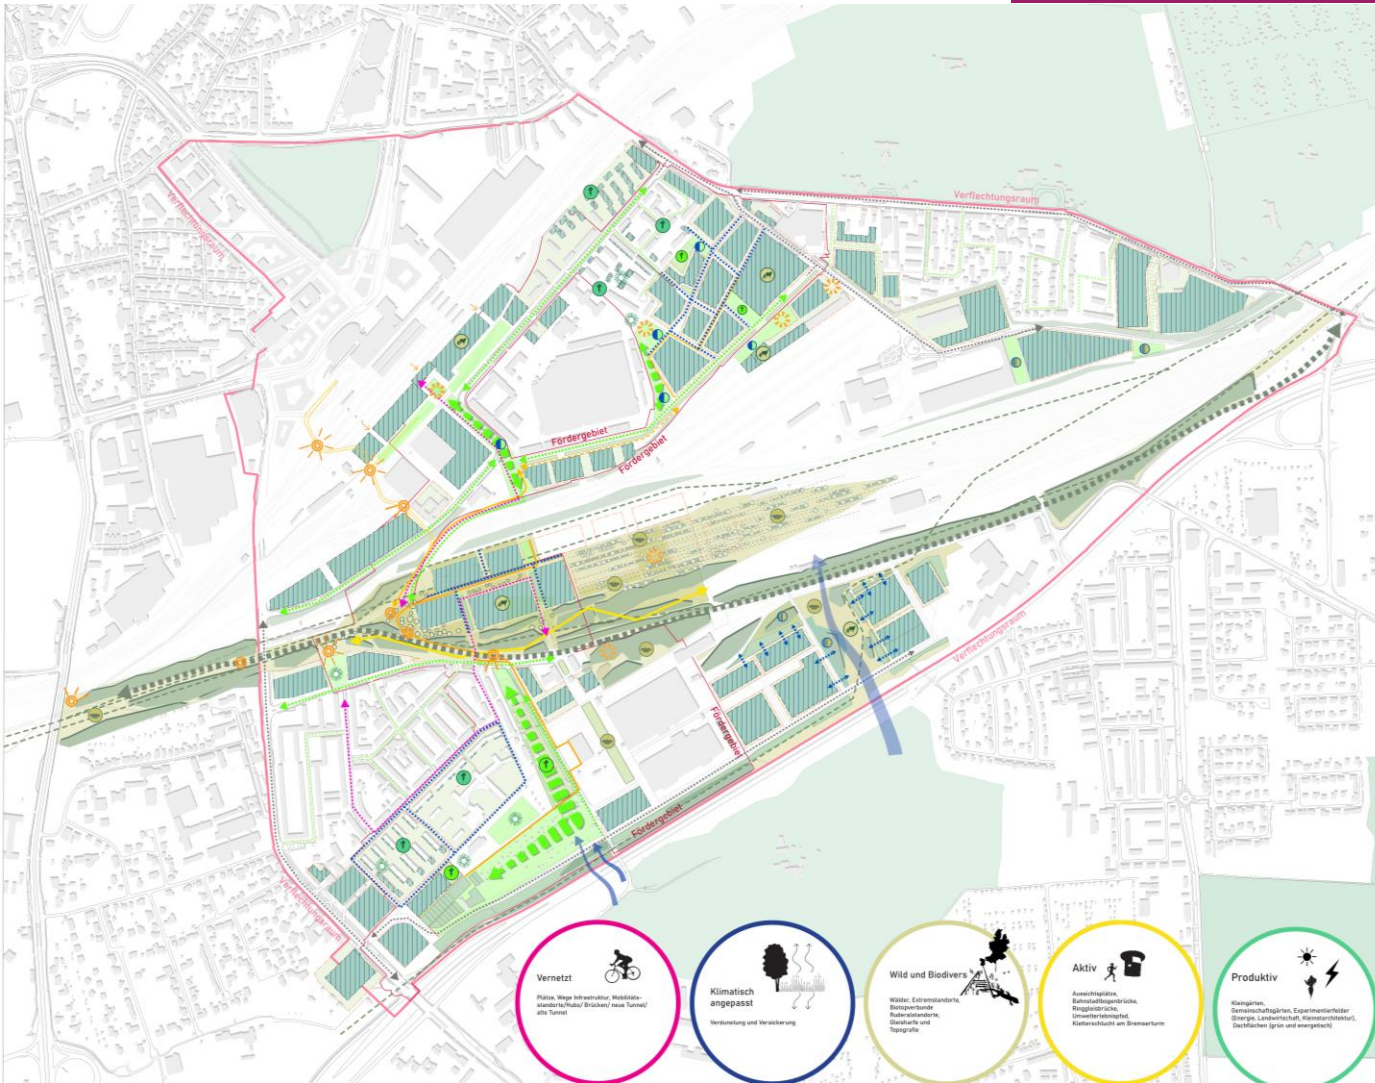 Verflechtungsraum
Verflechtungsraum
Fördergebiet
Fördergebiet
Verflechtungsraum
Fördergebiet
Fördergebiet
Verflechtungsraum
Vernetzt
Plätze, Wege Infrastruktur, Mobilitäts-
standorte/Hubs/ Brücken/ neue Tunnel/
alte Tunnel
Klimatisch
angepasst
Verdunstung und Versickerung
Wild und Biodivers
Wälder, Extremstandorte,
Biotopverbunde
Ruderalstandorte,
Gleisharfe und
Topografie
Aktiv
Aussichtsplätze,
Bahnstadtbogenbrücke,
Ringgleisbrücke,
Umwelterlebnispfad,
Kletterschlucht am Bremserturm
Produktiv
Kleingärten,
Gemeinschaftsgärten, Experimentierfelder
(Energie, Landwirtschaft, Kleinstarchitektur),
Dachflächen (grün und energetisch)